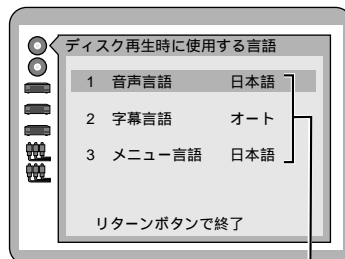 ディスク再生時に使用する言語
1 音声言語 日本語
2 字幕言語 オート
3 メニュー言語 日本語
リターンボタンで終了